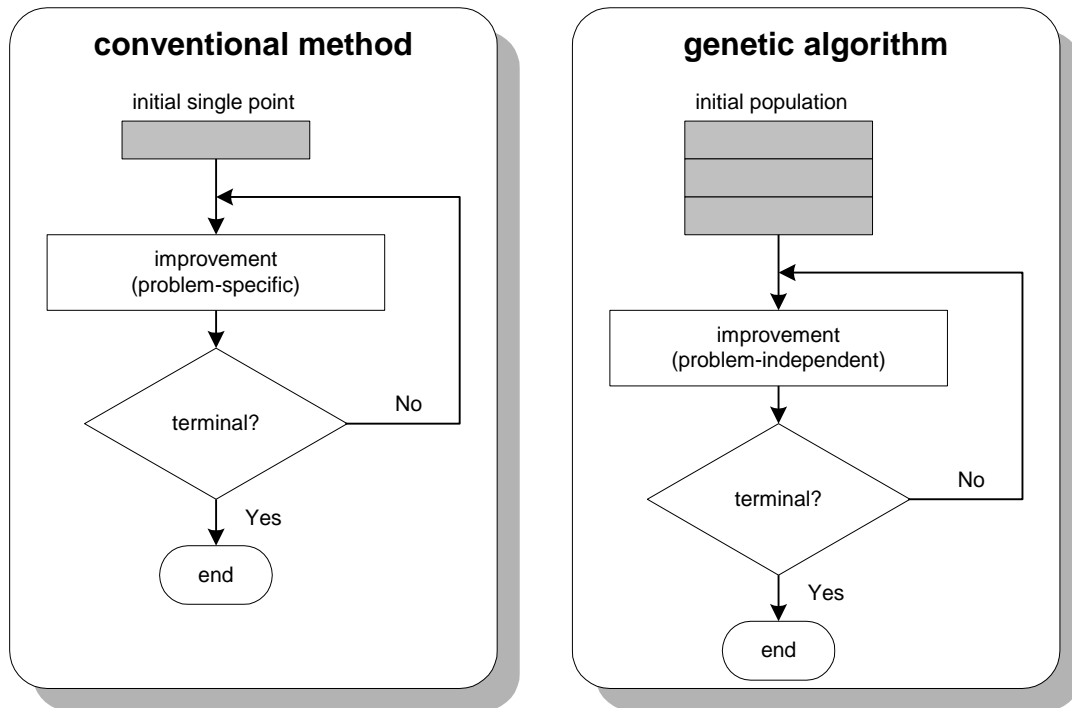 conventional method
initial single point
improvement
(problem-specific)
terminal?
No
Yes
end
genetic algorithm
initial population
improvement
(problem-independent)
terminal?
No
Yes
end